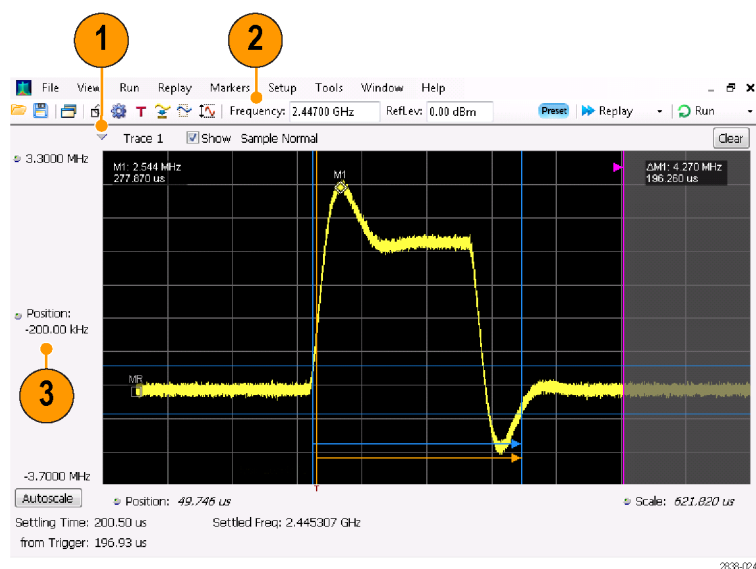 1 2
File View Run Replay Markers Setup Tools Window Help
T Frequency: 2.44700 GHz RefLev: 0.00 dBm Preset Replay Run
Trace 1 Show Sample Normal Clear
3.3000 MHz
M1: 2.544 MHz
277.870 us
M1
ΔM1: 4.270 MHz
196.260 us
Position:
-200.00 kHz
3
MR
-3.7000 MHz
T
Autoscale Position: 49.746 us Scale: 621.820 us
Settling Time: 200.50 us Settled Freq: 2.445307 GHz
from Trigger: 196.93 us
2838-024